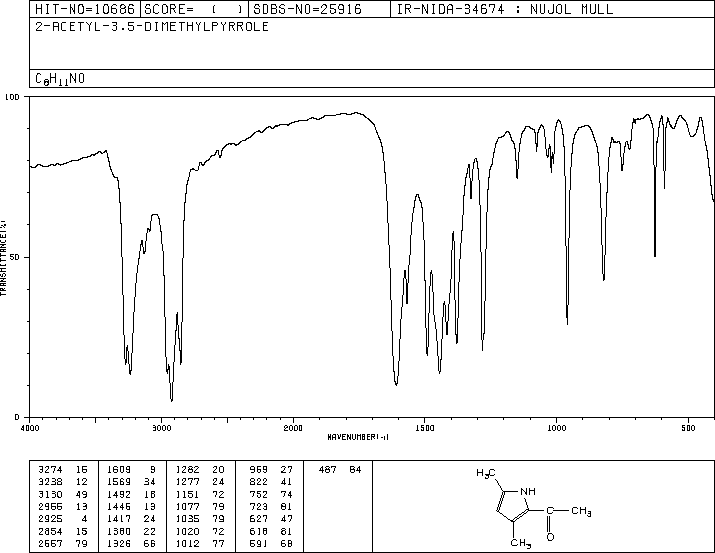 HIT-NO=10686 SCORE= ( ) SDBS-NO=25916 IR-NIDA-34674 : NUJOL MULL
2-ACETYL-3.5-DIMETHYLPYRROLE
C8H11NO
100
50
0
TRANSMITTANCE(%)
4000 3000 2000 1500 1000 500
WAVENUMBER(-1)
3274 16 1609 9 1282 20 969 27 487 84
3238 12 1569 34 1277 24 822 41
3130 49 1492 18 1151 72 752 74
2966 13 1446 13 1077 79 723 81
2925 4 1417 24 1035 79 627 47
2854 15 1380 22 1020 72 618 81
2667 79 1326 66 1012 77 591 68
H3C
NH
CH3
O
CH3